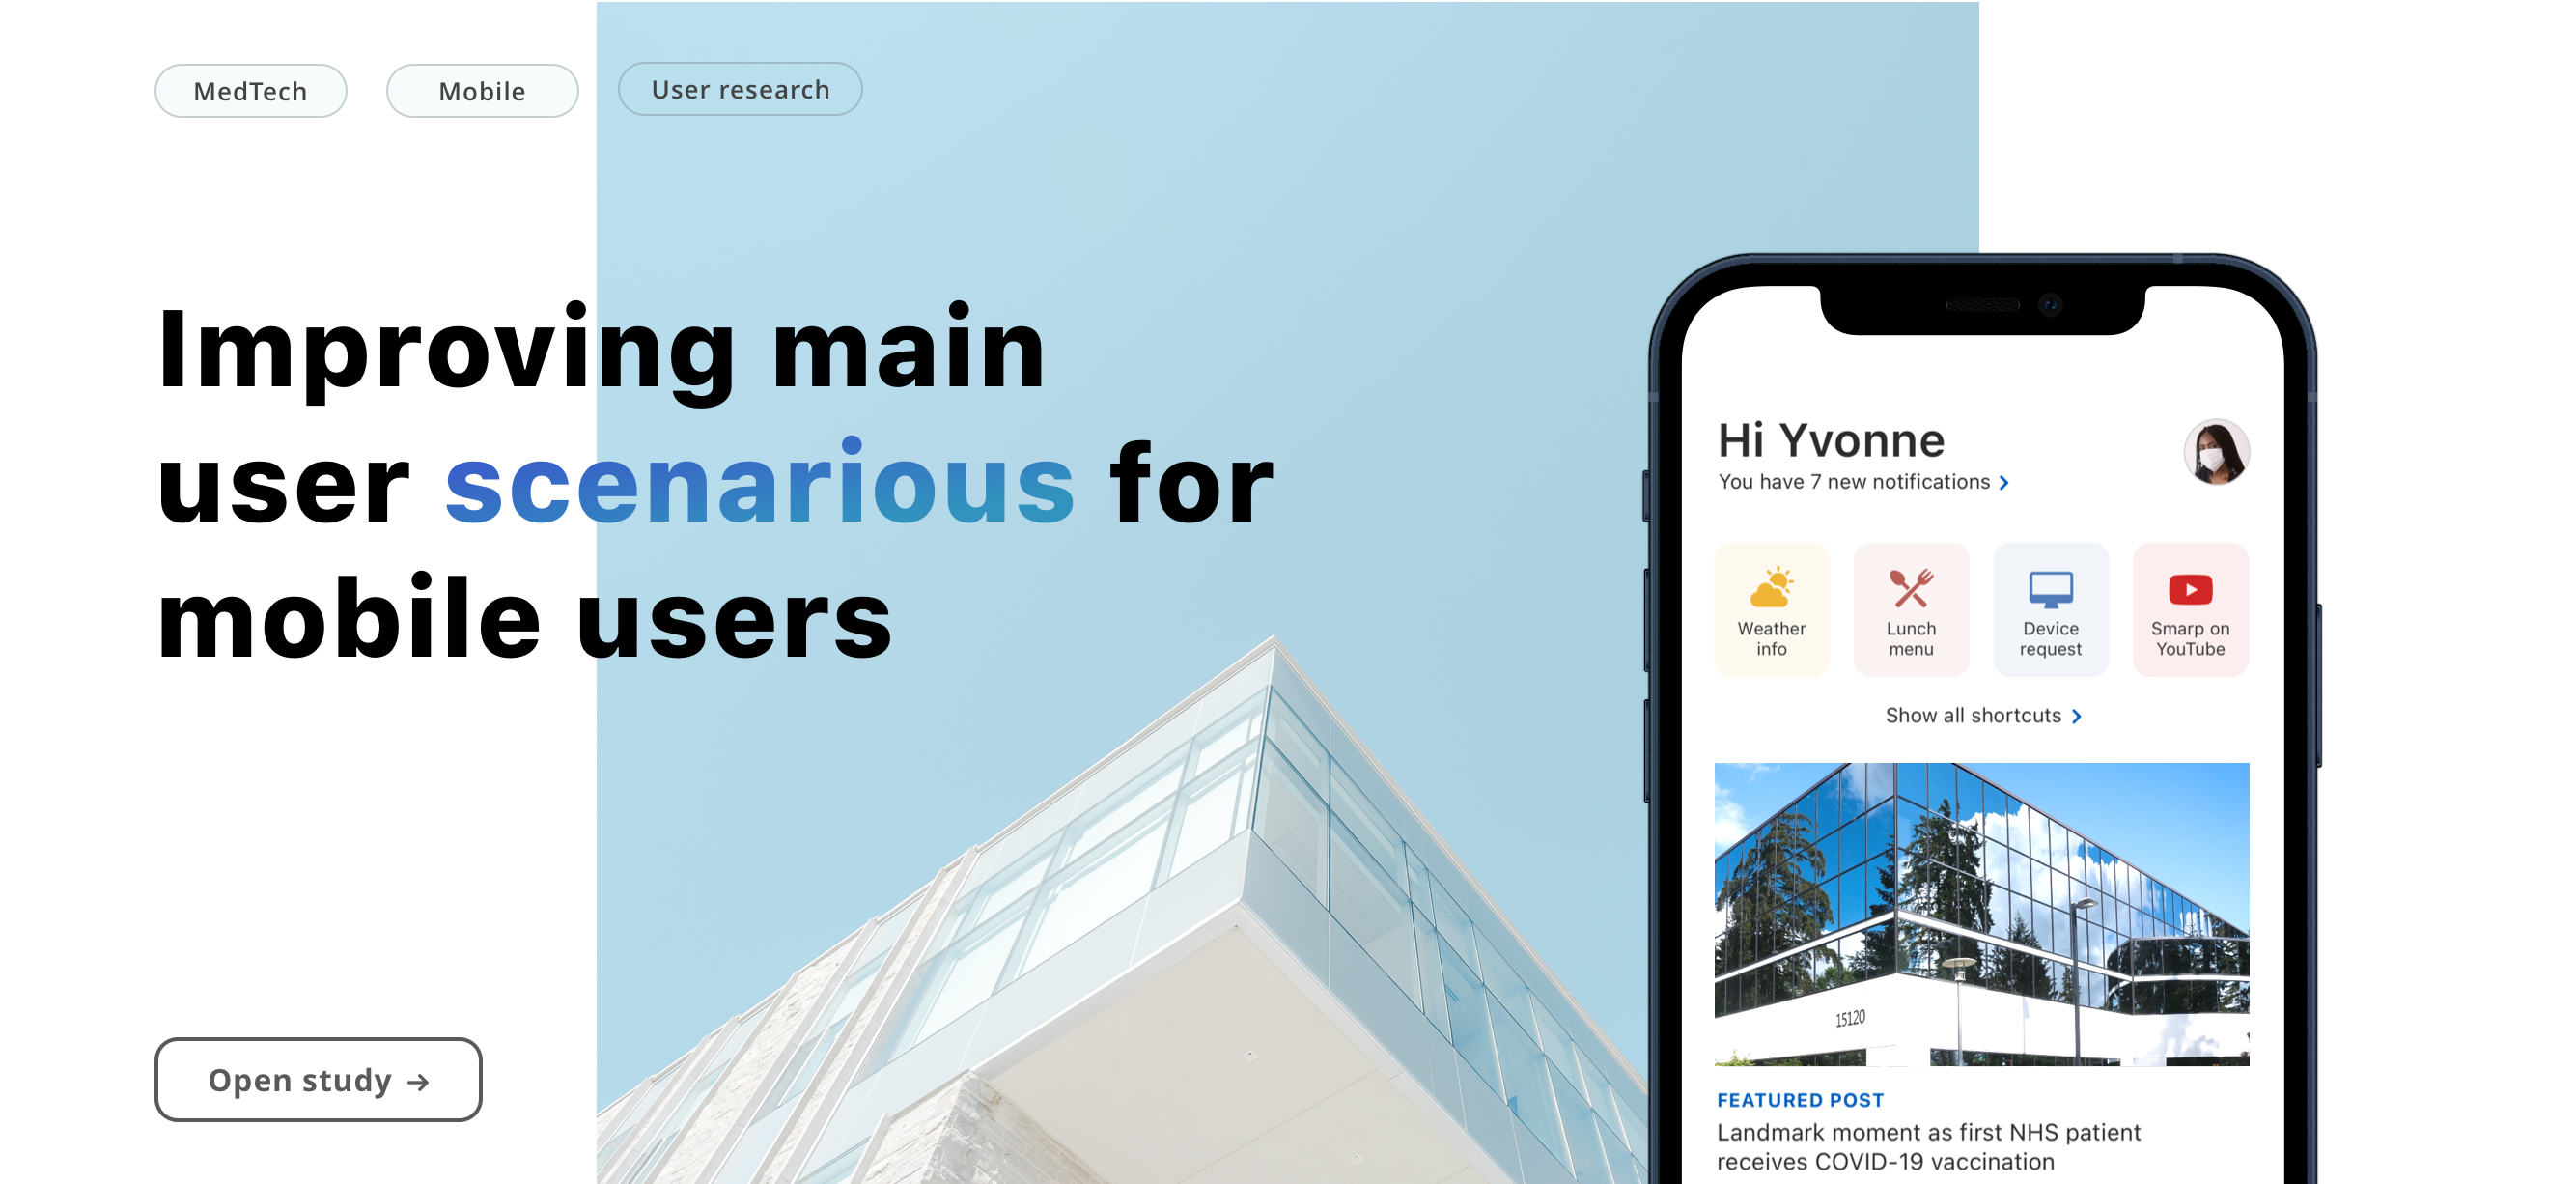 MedTech
Mobile
User research
Improving main
user scenarious for
mobile users
Open study →
Hi Yvonne
You have 7 new notifications >
Weather
info
Lunch
menu
Device
request
Smarp on
YouTube
Show all shortcuts >
15120
FEATURED POST
Landmark moment as first NHS patient
receives COVID-19 vaccination